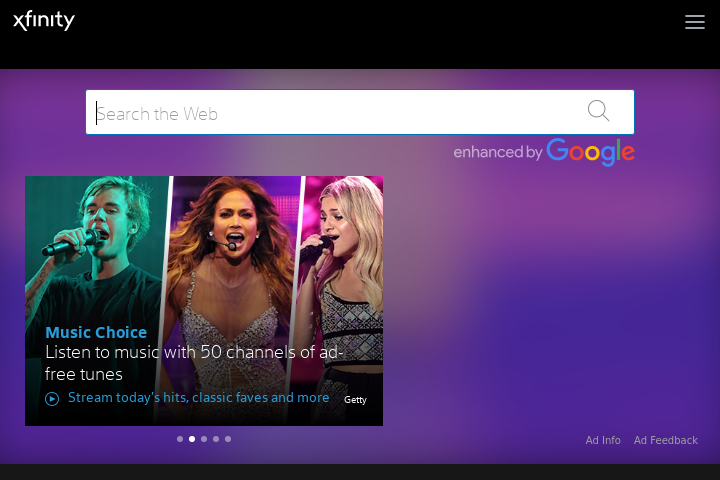 xfinity
Search the Web
enhanced by Google
Music Choice
Listen to music with 50 channels of ad-
free tunes
Stream today's hits, classic faves and more
Getty
Ad Info
Ad Feedback